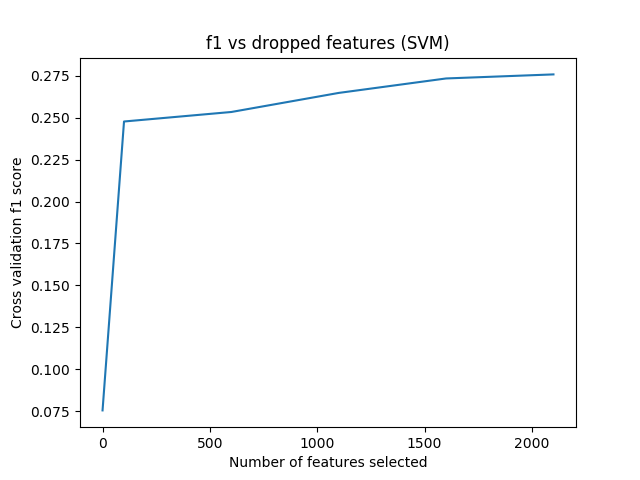 f1 vs dropped features (SVM)
Cross validation f1 score
0.275
0.250
0.225
0.200
0.175
0.150
0.125
0.100
0.075
0 500 1000 1500 2000
Number of features selected